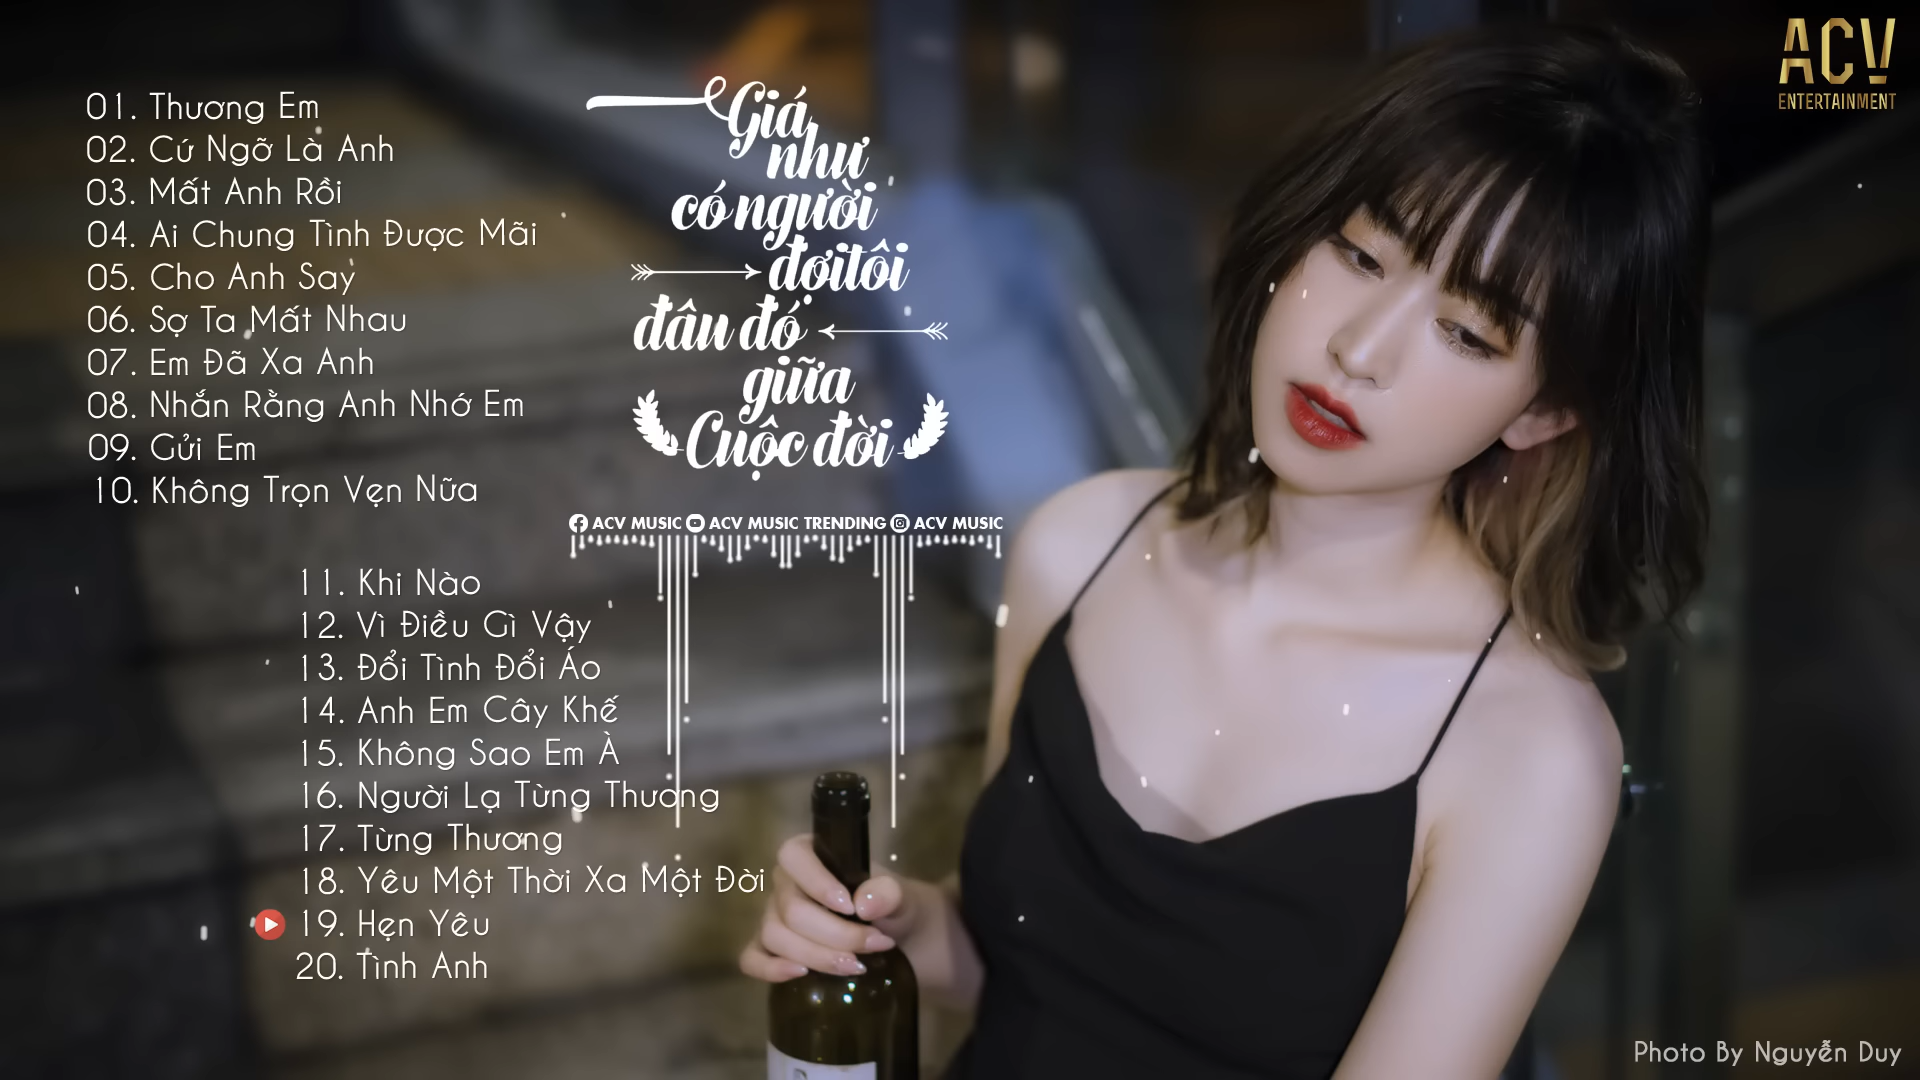 01. Thương Em
02. Cứ Ngỡ Là Anh
03. Mất Anh Rồi
04. Ai Chung Tình Được Mãi
05. Cho Anh Say
06. Sợ Ta Mất Nhau
07. Em Đã Xa Anh
08. Nhắn Rằng Anh Nhớ Em
09. Gửi Em
10. Không Trọn Vẹn Nữa
11. Khi Nào
12. Vì Điều Gì Vậy
13. Đổi Tình Đổi Áo
14. Anh Em Cây Khế
15. Không Sao Em À
16. Người Lạ Từng Thương
17. Từng Thương
18. Yêu Một Thời Xa Một Đời
19. Hẹn Yêu
20. Tình Anh
Giá
như
có người
đợi tôi
đâu đó
giữa
Cuộc đời
ACV MUSIC ACV MUSIC TRENDING ACV MUSIC
ACV
ENTERTAINMENT
Photo By Nguyễn Duy